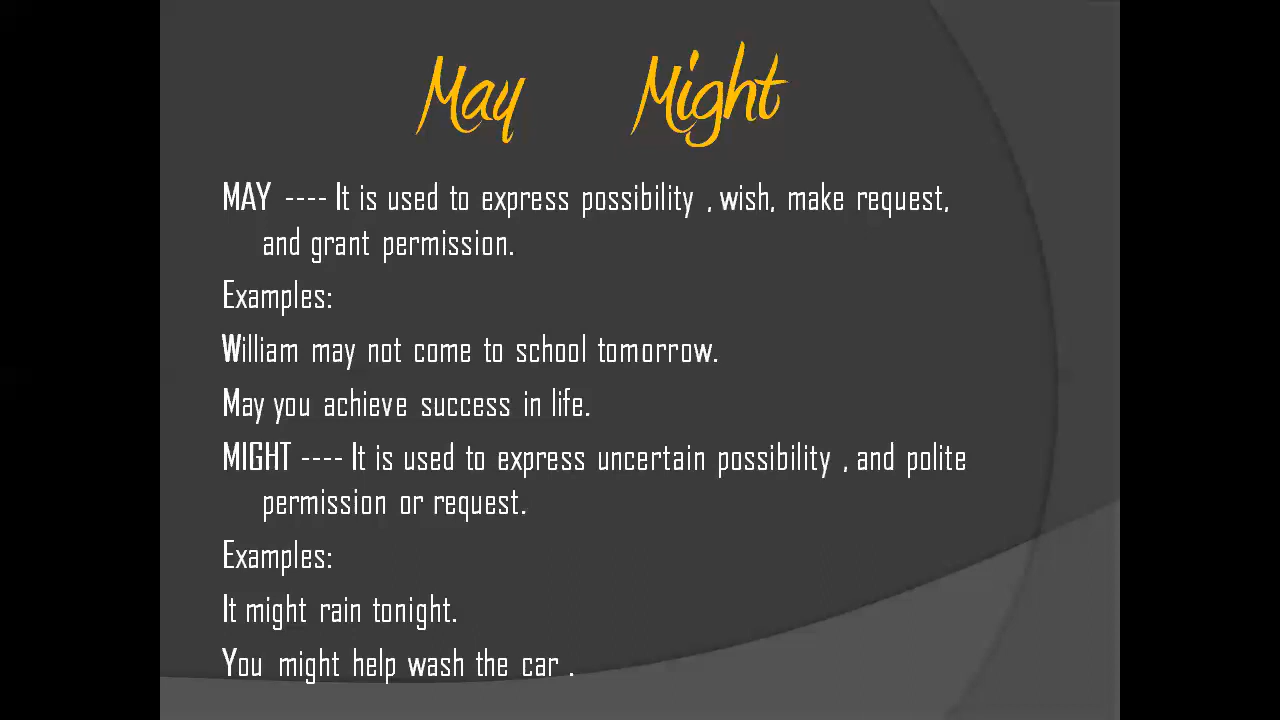 May Might
MAY ---- It is used to express possibility , wish, make request,
and grant permission.
Examples:
William may not come to school tomorrow.
May you achieve success in life.
MIGHT ---- It is used to express uncertain possibility , and polite
permission or request.
Examples:
It might rain tonight.
You might help wash the car .